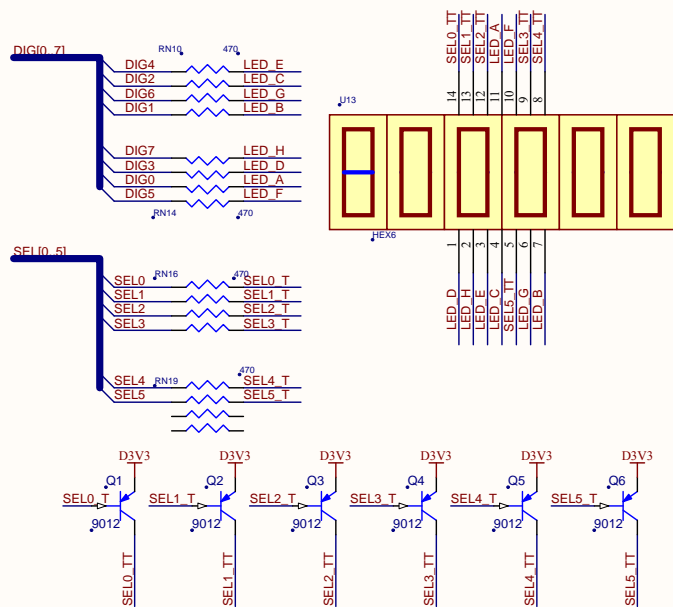 DIG[0..7]
RN10
470
DIG4
LED_E
DIG2
LED_C
DIG6
LED_G
DIG1
LED_B
DIG7
LED_H
DIG3
LED_D
DIG0
LED_A
DIG5
LED_F
RN14
470
SEL0_TT
SEL1_TT
SEL2_TT
LED_A
LED_F
SEL3_TT
SEL4_TT
14
13
12
11
10
9
8
U13
HEX6
1
2
3
4
5
6
7
LED_D
LED_H
LED_E
LED_C
SEL5_TT
LED_G
LED_B
SEL[0..5]
RN16
470
SEL0
SEL0_T
SEL1
SEL1_T
SEL2
SEL2_T
SEL3
SEL3_T
RN19
470
SEL4
SEL4_T
SEL5
SEL5_T
D3V3
D3V3
D3V3
D3V3
D3V3
D3V3
Q1
Q2
Q3
Q4
Q5
Q6
SEL0_T
SEL1_T
SEL2_T
SEL3_T
SEL4_T
SEL5_T
9012
9012
9012
9012
9012
9012
SEL0_TT
SEL1_TT
SEL2_TT
SEL3_TT
SEL4_TT
SEL5_TT